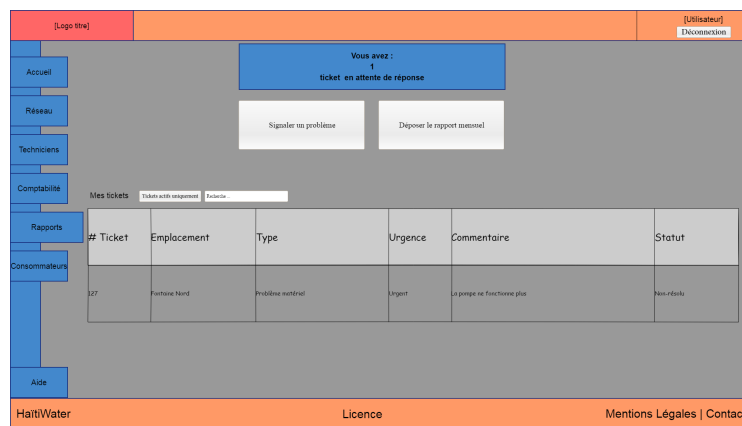 [Logo titre]
[Utilisateur]
Déconnexion
Vous avez :
1
ticket en attente de réponse
Accueil
Réseau
Techniciens
Comptabilité
Rapports
Consommateurs
Aide
Signaler un problème
Déposer le rapport mensuel
Mes tickets
Tickets actifs uniquement
Recherche ...
# Ticket Emplacement Type Urgence Commentaire Statut
127 Fontaine Nord Problème matériel Urgent La pompe ne fonctionne plus Non-résolu
HaïtiWater
Licence
Mentions Légales | Contac